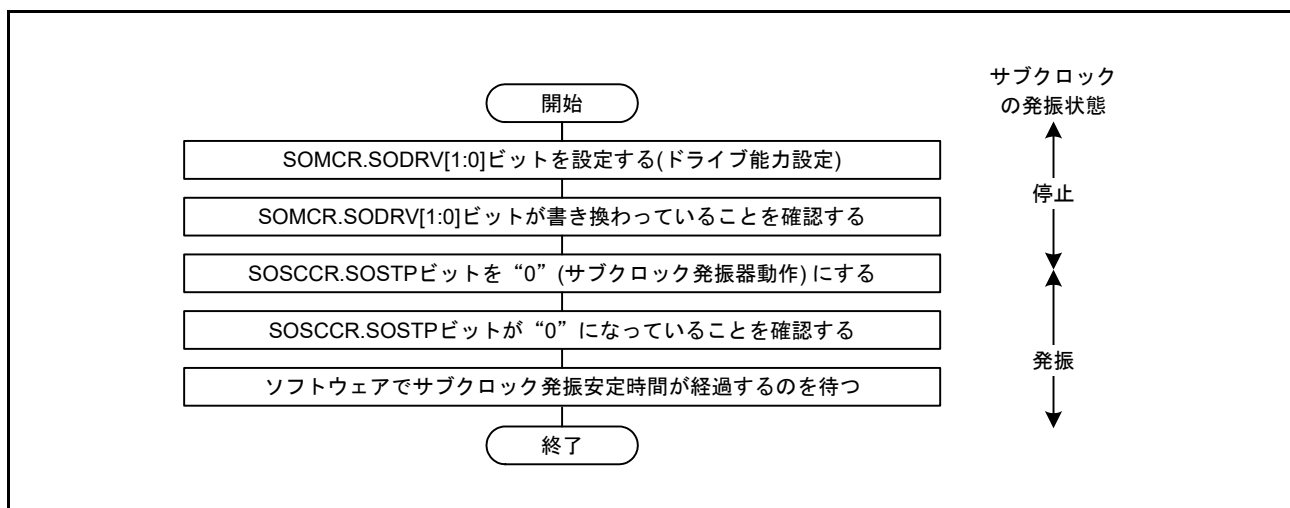 サブクロック
の発振状態
開始
SOMCR.SODRV[1:0]ビットを設定する(ドライブ能力設定)
停止
SOMCR.SODRV[1:0]ビットが書き換わっていることを確認する
SOSCCR.SOSTPビットを“0”(サブクロック発振器動作) にする
SOSCCR.SOSTPビットが“0”になっていることを確認する
発振
ソフトウェアでサブクロック発振安定時間が経過するのを待つ
終了